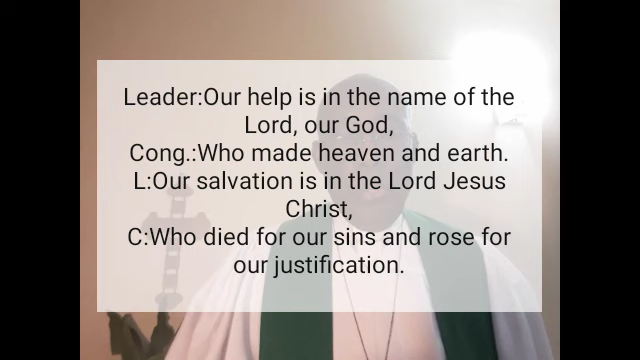 Leader:Our help is in the name of the
Lord, our God,
Cong.:Who made heaven and earth.
L:Our salvation is in the Lord Jesus
Christ,
C:Who died for our sins and rose for
our justification.